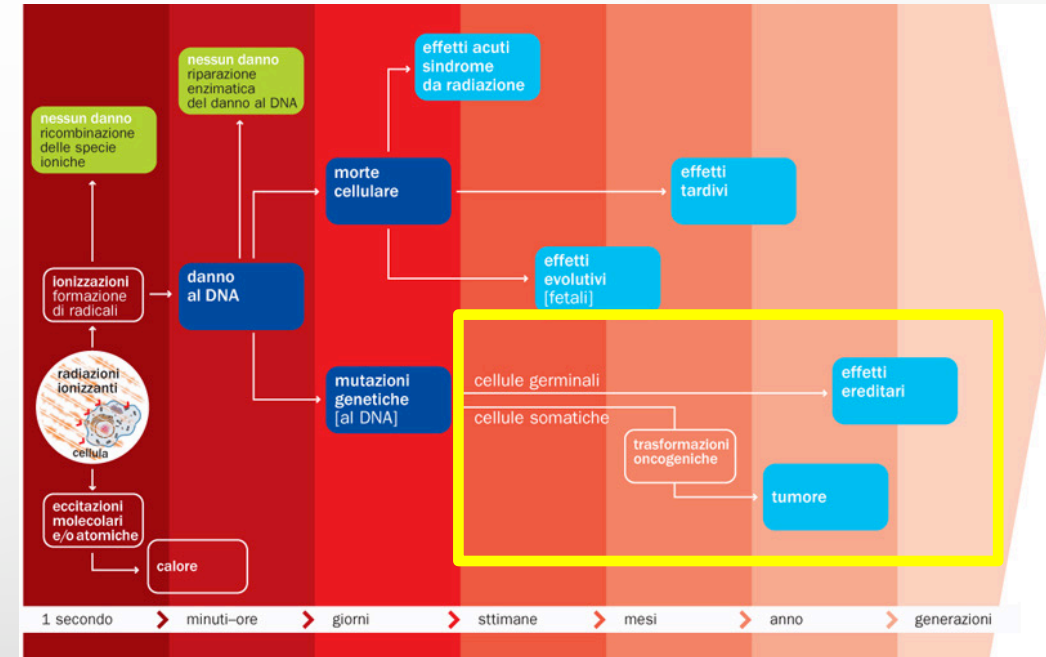 nessun danno
ricombinazione
delle specie
ioniche
nessun danno
riparazione
enzimatica
del danno al DNA
effetti acuti
sindrome
da radiazione
morte
cellulare
effetti
tardivi
ionizzazioni
formazione
di radicali
danno
al DNA
effetti
evolutivi
[fetali]
radiazioni
ionizzanti
cellula
mutazioni
genetiche
[al DNA]
cellule germinali
cellule somatiche
effetti
ereditari
trasformazioni
oncogeniche
tumore
eccitazioni
molecolari
e/o atomiche
calore
1 secondo
minuti–ore
giorni
sttimane
mesi
anno
generazioni